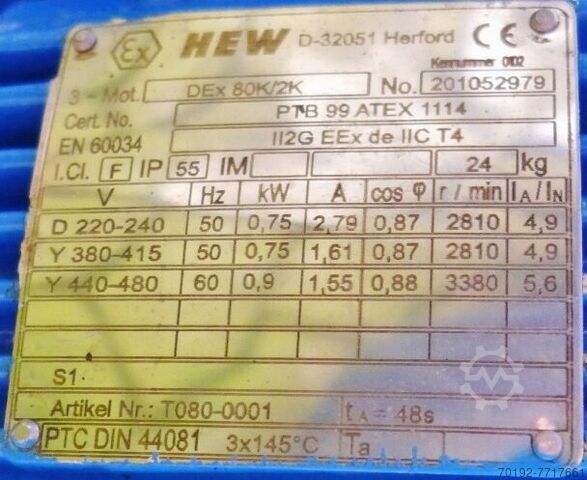 Ex HEW D-32051 Herford CE
Kennummer 0102
3 - Mot. DEx 80K/2K No. 201052979
Cert. No. PTB 99 ATEX 1114
EN 60034 II2G EEx de IIC T4
I.Cl. F IP 55 IM 24 kg
V Hz kW A cos φ r / min IA / IN
D 220-240 50 0,75 2,79 0,87 2810 4,9
Y 380-415 50 0,75 1,61 0,87 2810 4,9
Y 440-480 60 0,9 1,55 0,88 3380 5,6
S1
Artikel Nr.: T080-0001 tA = 48s
PTC DIN 44081 3x145°C Ta
70192-7717661